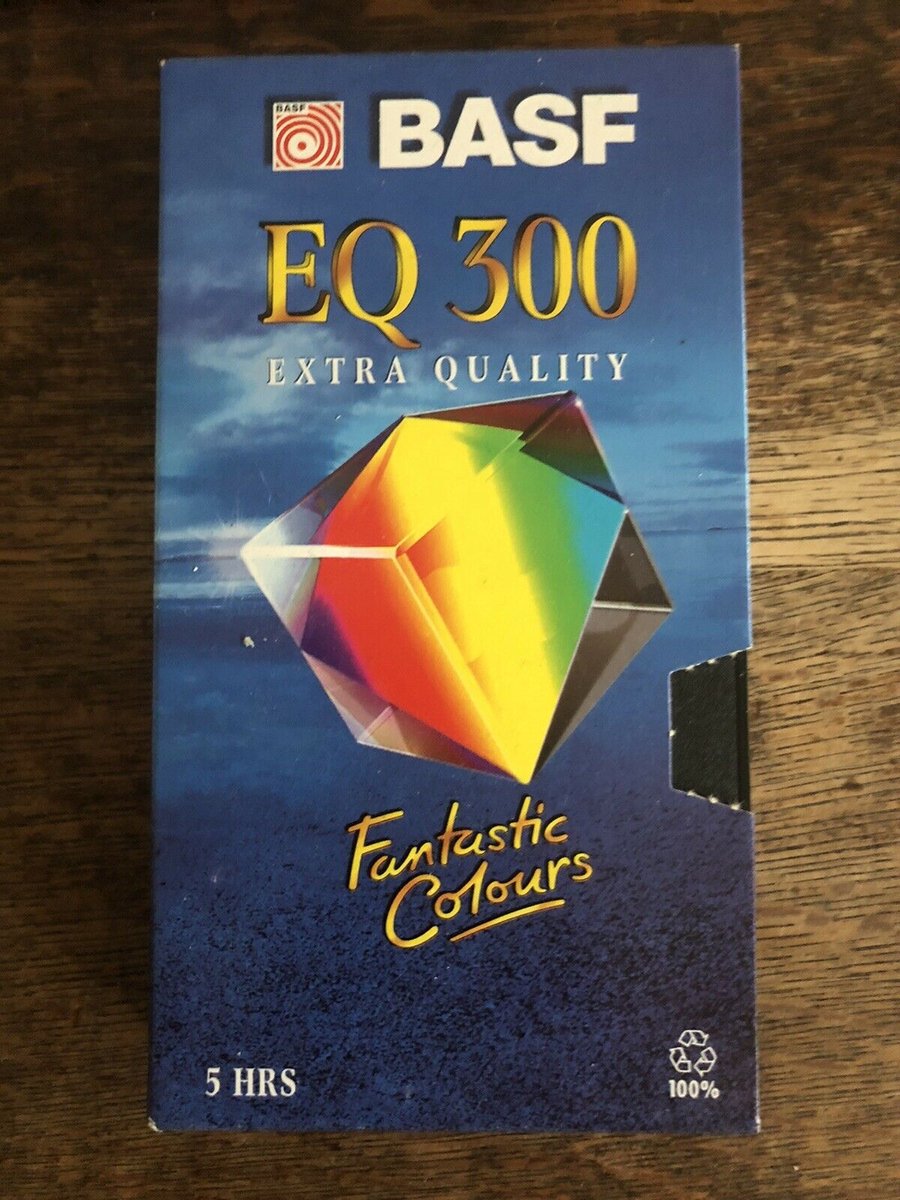 BASF
BASF
EQ 300
EXTRA QUALITY
Fantastic
Colours
5 HRS
100%